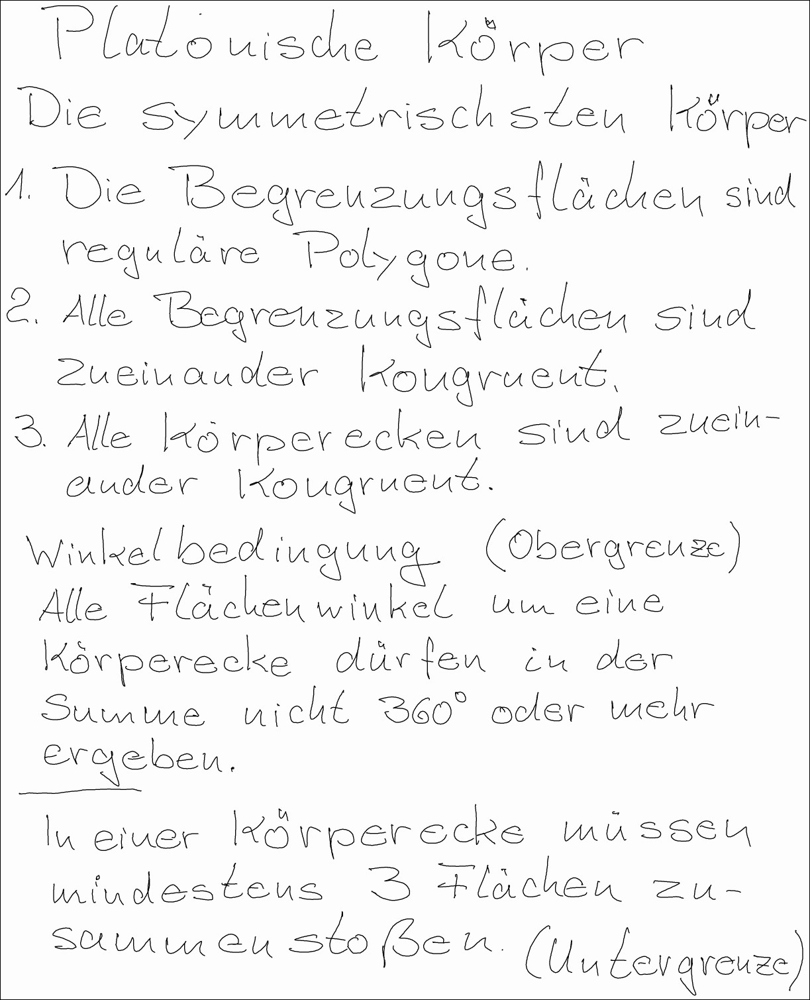 Platonische Körper
Die symmetrischsten Körper
1. Die Begrenzungsflächen sind
reguläre Polygone.
2. Alle Begrenzungsflächen sind
zueinander kongruent.
3. Alle Körperecken sind zuein-
ander kongruent.
Winkelbedingung (Obergrenze)
Alle Flächenwinkel um eine
Körperecke dürfen in der
Summe nicht 360° oder mehr
ergeben.
In einer Körperecke müssen
mindestens 3 Flächen zu-
sammenstoßen. (Untergrenze)